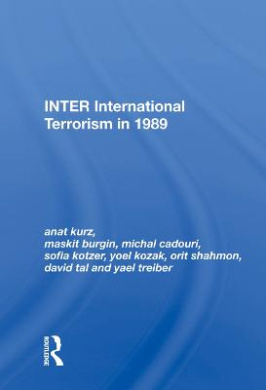 INTER International
Terrorism in 1989
anat kurz,
maskit burgin, michal cadouri,
sofia kotzer, yoel kozak, orit shahmon,
david tal and yael treiber
ROUTLEDGE